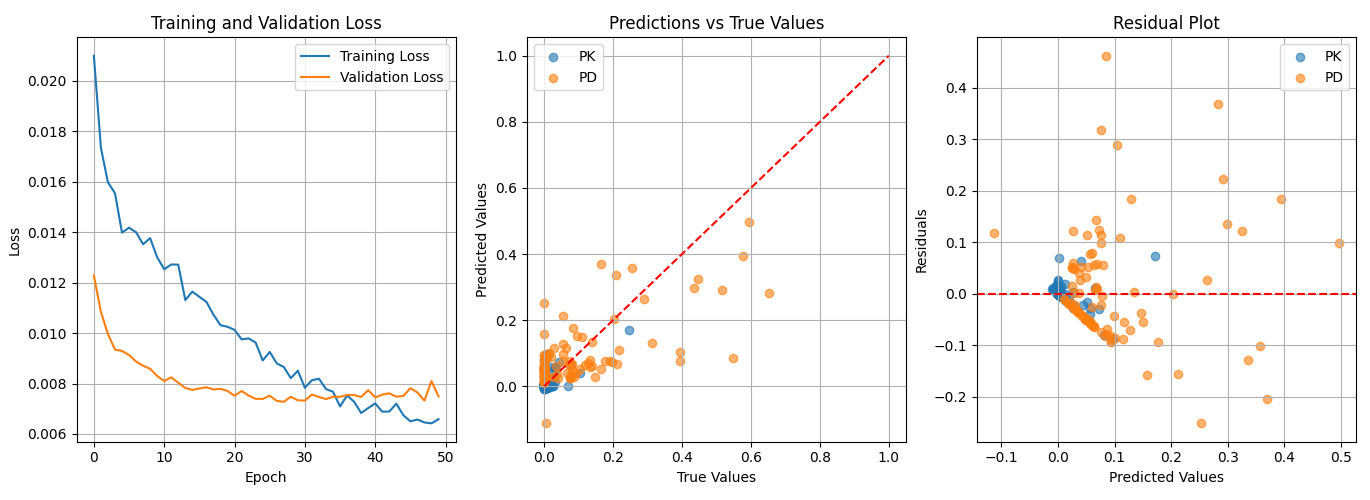 Training and Validation Loss
Training Loss
Validation Loss
0.020
0.018
0.016
0.014
0.012
0.010
0.008
0.006
Loss
0
10
20
30
40
50
Epoch
Predictions vs True Values
PK
PD
1.0
0.8
0.6
0.4
0.2
0.0
Predicted Values
0.0
0.2
0.4
0.6
0.8
1.0
True Values
Residual Plot
PK
PD
0.4
0.3
0.2
0.1
0.0
−0.1
−0.2
Residuals
−0.1
0.0
0.1
0.2
0.3
0.4
0.5
Predicted Values